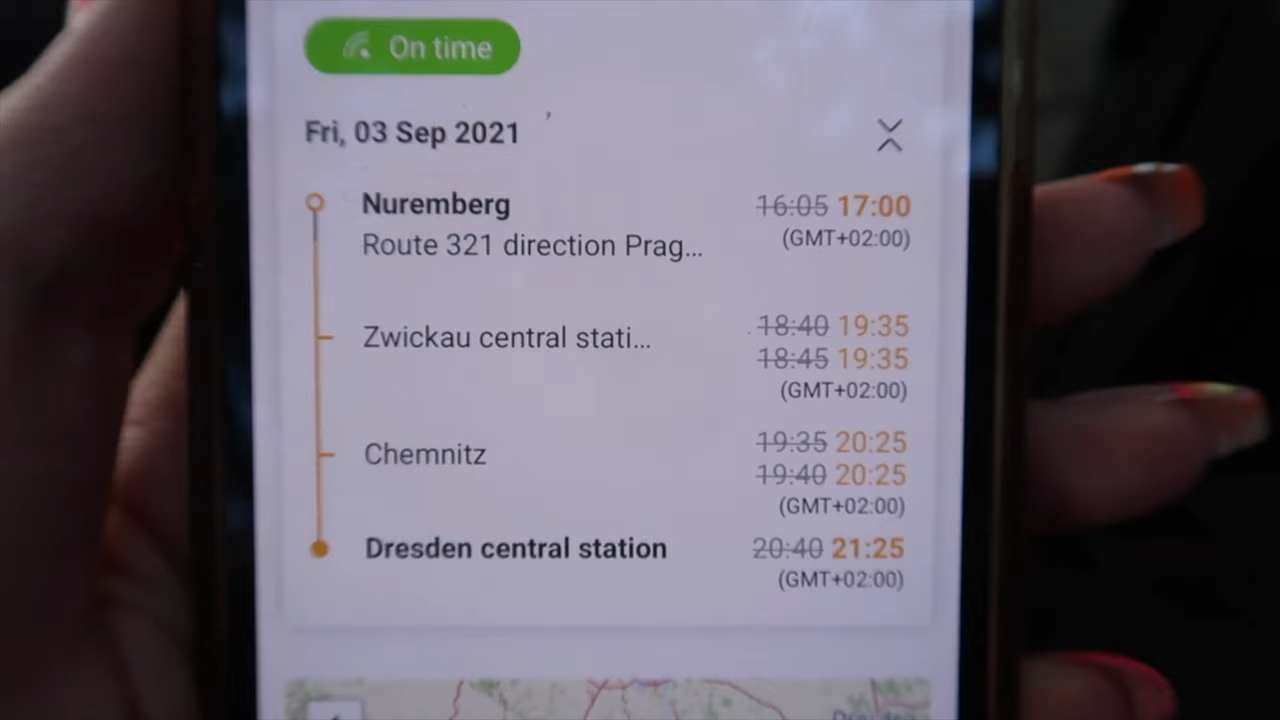 On time
Fri, 03 Sep 2021
Nuremberg 16:05 17:00
Route 321 direction Prag... (GMT+02:00)
Zwickau central stati... 18:40 19:35
18:45 19:35
(GMT+02:00)
Chemnitz 19:35 20:25
19:40 20:25
(GMT+02:00)
Dresden central station 20:40 21:25
(GMT+02:00)
Dresden